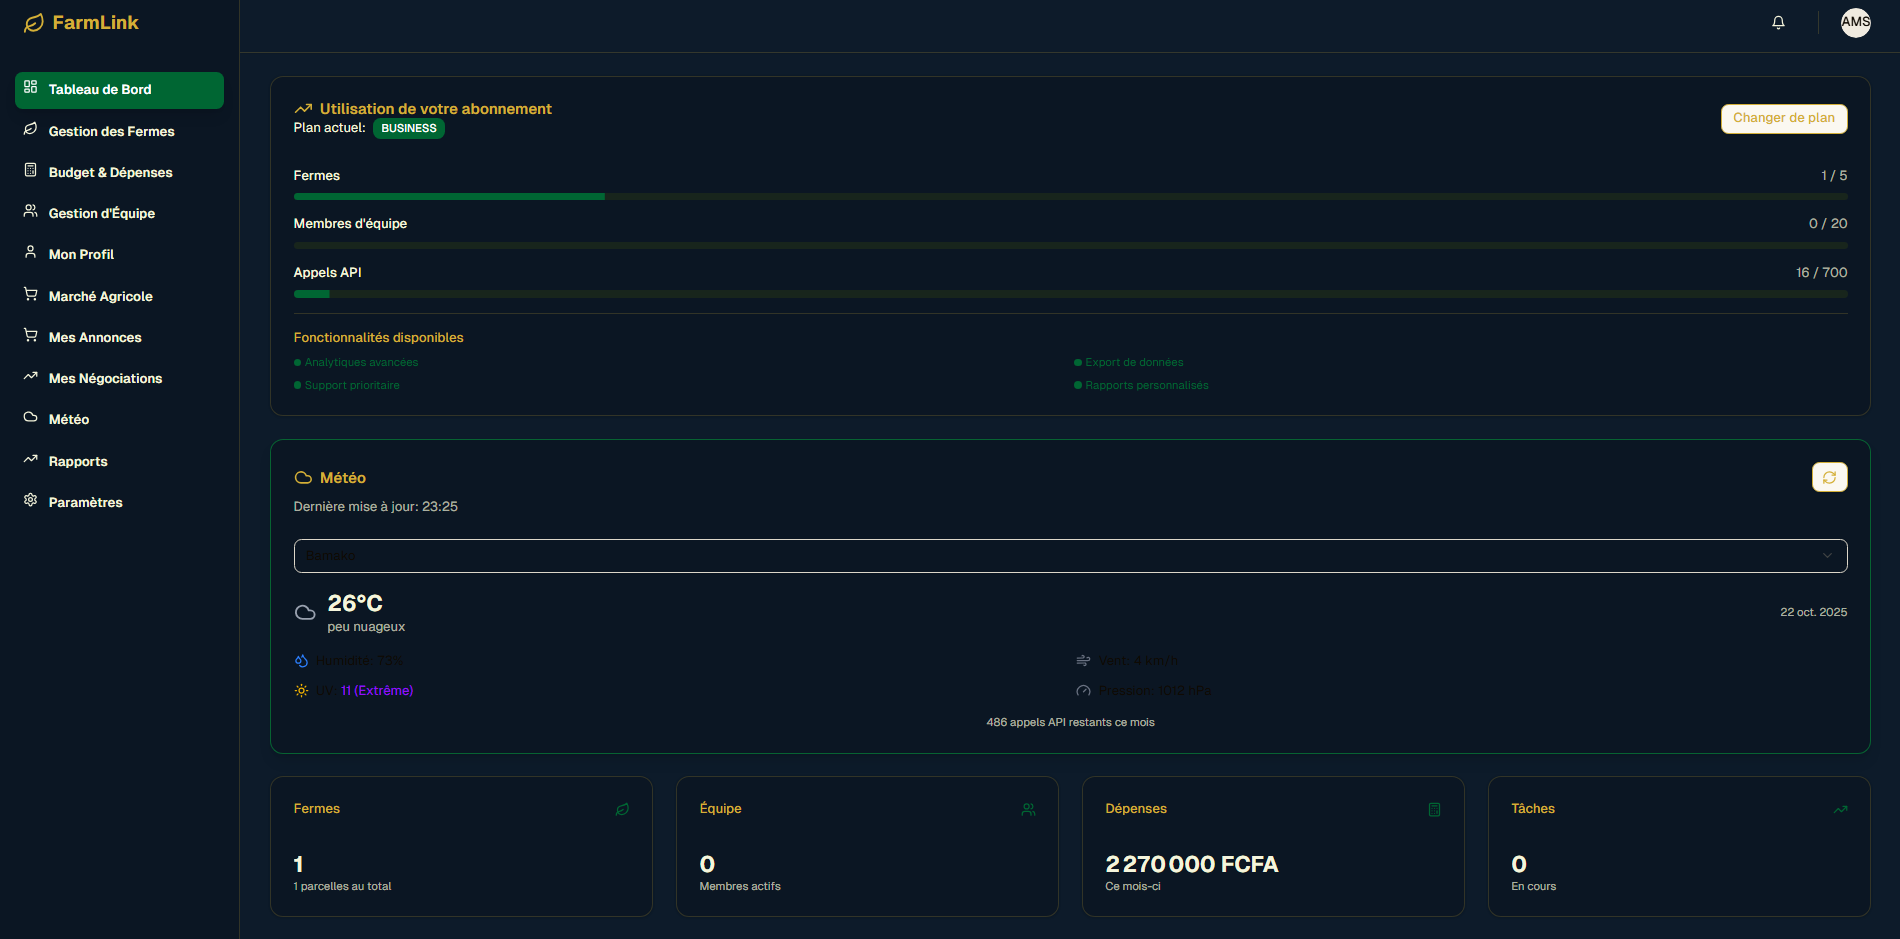 FarmLink
AMS
Tableau de Bord
Gestion des Fermes
Budget & Dépenses
Gestion d'Équipe
Mon Profil
Marché Agricole
Mes Annonces
Mes Négociations
Météo
Rapports
Paramètres
Utilisation de votre abonnement
Plan actuel: BUSINESS
Changer de plan
Fermes 1 / 5
Membres d'équipe 0 / 20
Appels API 16 / 700
Fonctionnalités disponibles
Analytiques avancées Export de données
Support prioritaire Rapports personnalisés
Météo
Dernière mise à jour: 23:25
Bamako
26°C
peu nuageux
22 oct. 2025
Humidité: 73% Vent: 4 km/h
UV: 11 (Extrême) Pression: 1012 hPa
486 appels API restants ce mois
Fermes
1
1 parcelles au total
Équipe
0
Membres actifs
Dépenses
2 270 000 FCFA
Ce mois-ci
Tâches
0
En cours